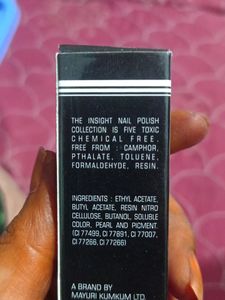 THE INSIGHT NAIL POLISH
COLLECTION IS FIVE TOXIC
CHEMICAL FREE.
FREE FROM : CAMPHOR,
PTHALATE, TOLUENE,
FORMALDEHYDE, RESIN.
INGREDIENTS : ETHYL ACETATE,
BUTYL ACETATE, RESIN NITRO
CELLULOSE, BUTANOL, SOLUBLE
COLOR, PEARL AND PICMENT.
(CI 77499, CI 77891, CI 77007,
CI 77266, CI 77266)
A BRAND BY
MAYURI KUMKUM LTD.